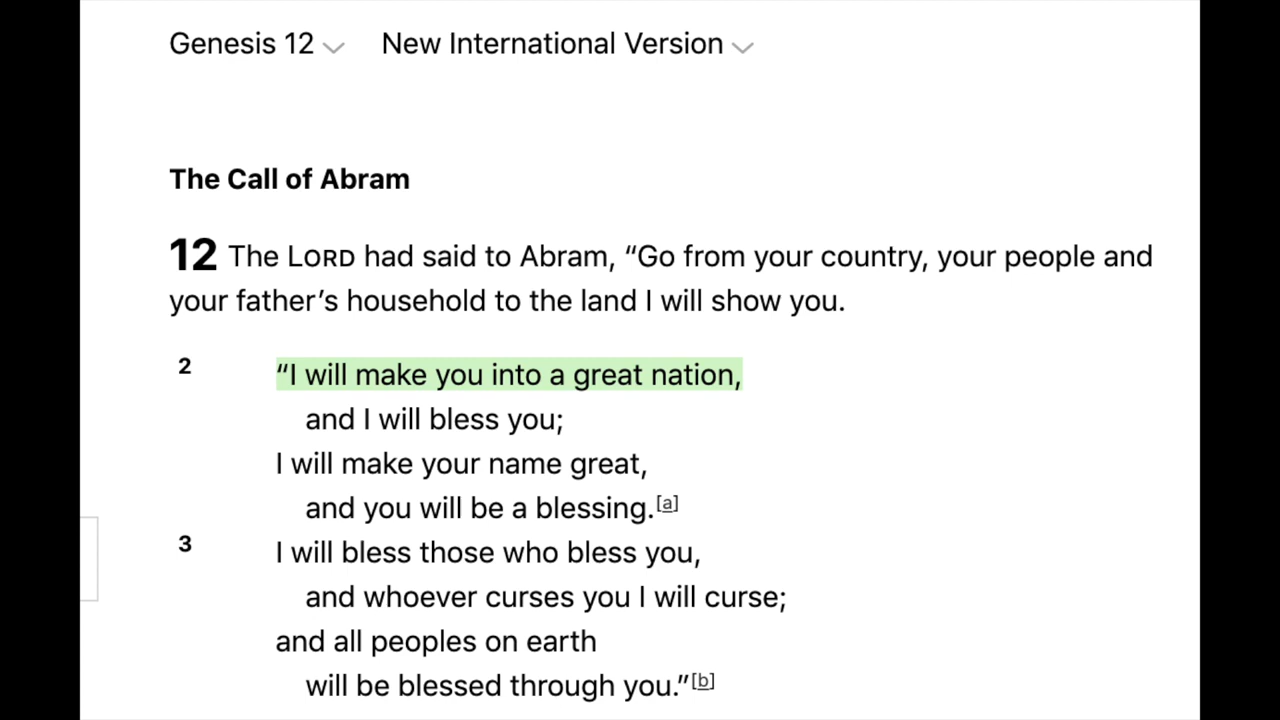 Genesis 12 New International Version
The Call of Abram
12 The LORD had said to Abram, “Go from your country, your people and
your father’s household to the land I will show you.
2 “I will make you into a great nation,
and I will bless you;
I will make your name great,
and you will be a blessing.[a]
3 I will bless those who bless you,
and whoever curses you I will curse;
and all peoples on earth
will be blessed through you.”[b]